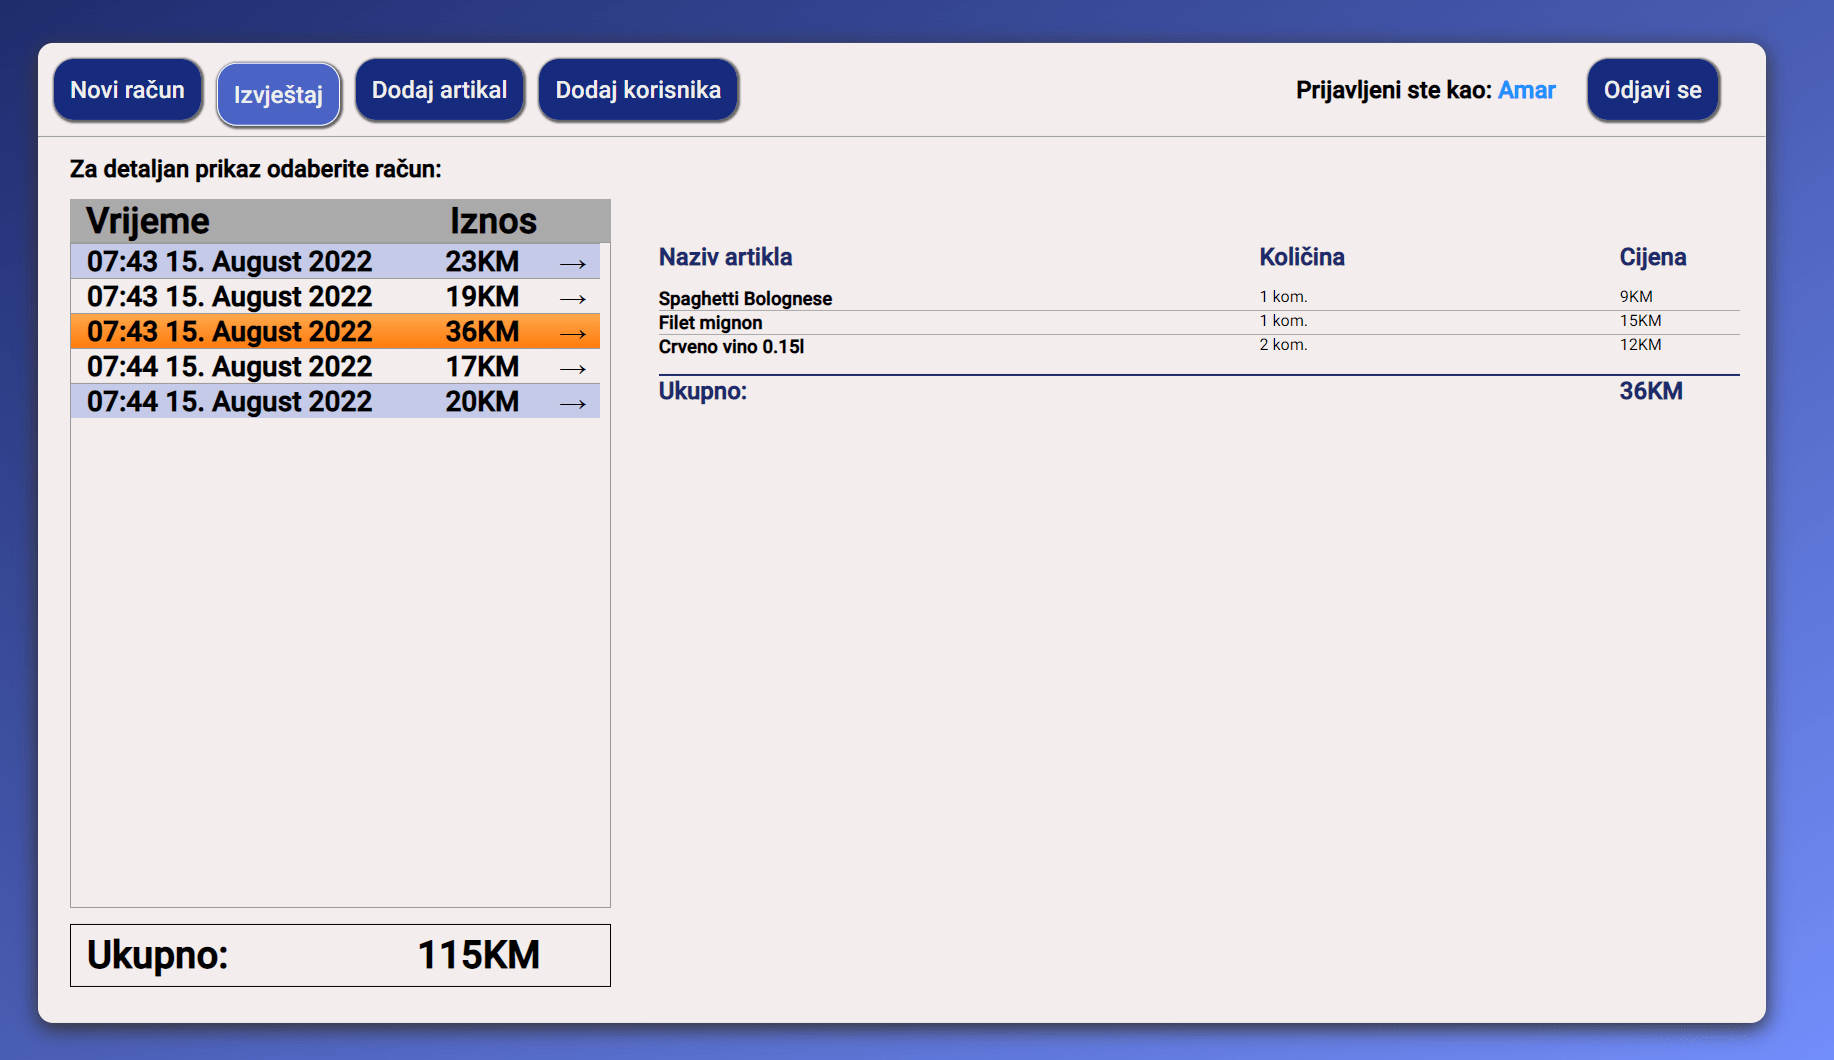 Novi račun Izvještaj Dodaj artikal Dodaj korisnika Prijavljeni ste kao: Amar Odjavi se
Za detaljan prikaz odaberite račun:
Vrijeme Iznos
07:43 15. August 2022 23KM →
07:43 15. August 2022 19KM →
07:43 15. August 2022 36KM →
07:44 15. August 2022 17KM →
07:44 15. August 2022 20KM →
Ukupno: 115KM
Naziv artikla Količina Cijena
Spaghetti Bolognese 1 kom. 9KM
Filet mignon 1 kom. 15KM
Crveno vino 0.15l 2 kom. 12KM
Ukupno: 36KM